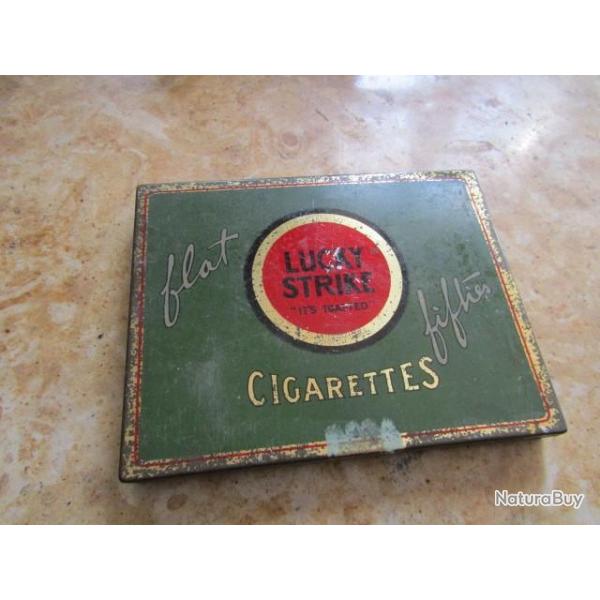 flat
LUCKY
STRIKE
"IT'S TOASTED"
fifties
CIGARETTES
NaturaBuy